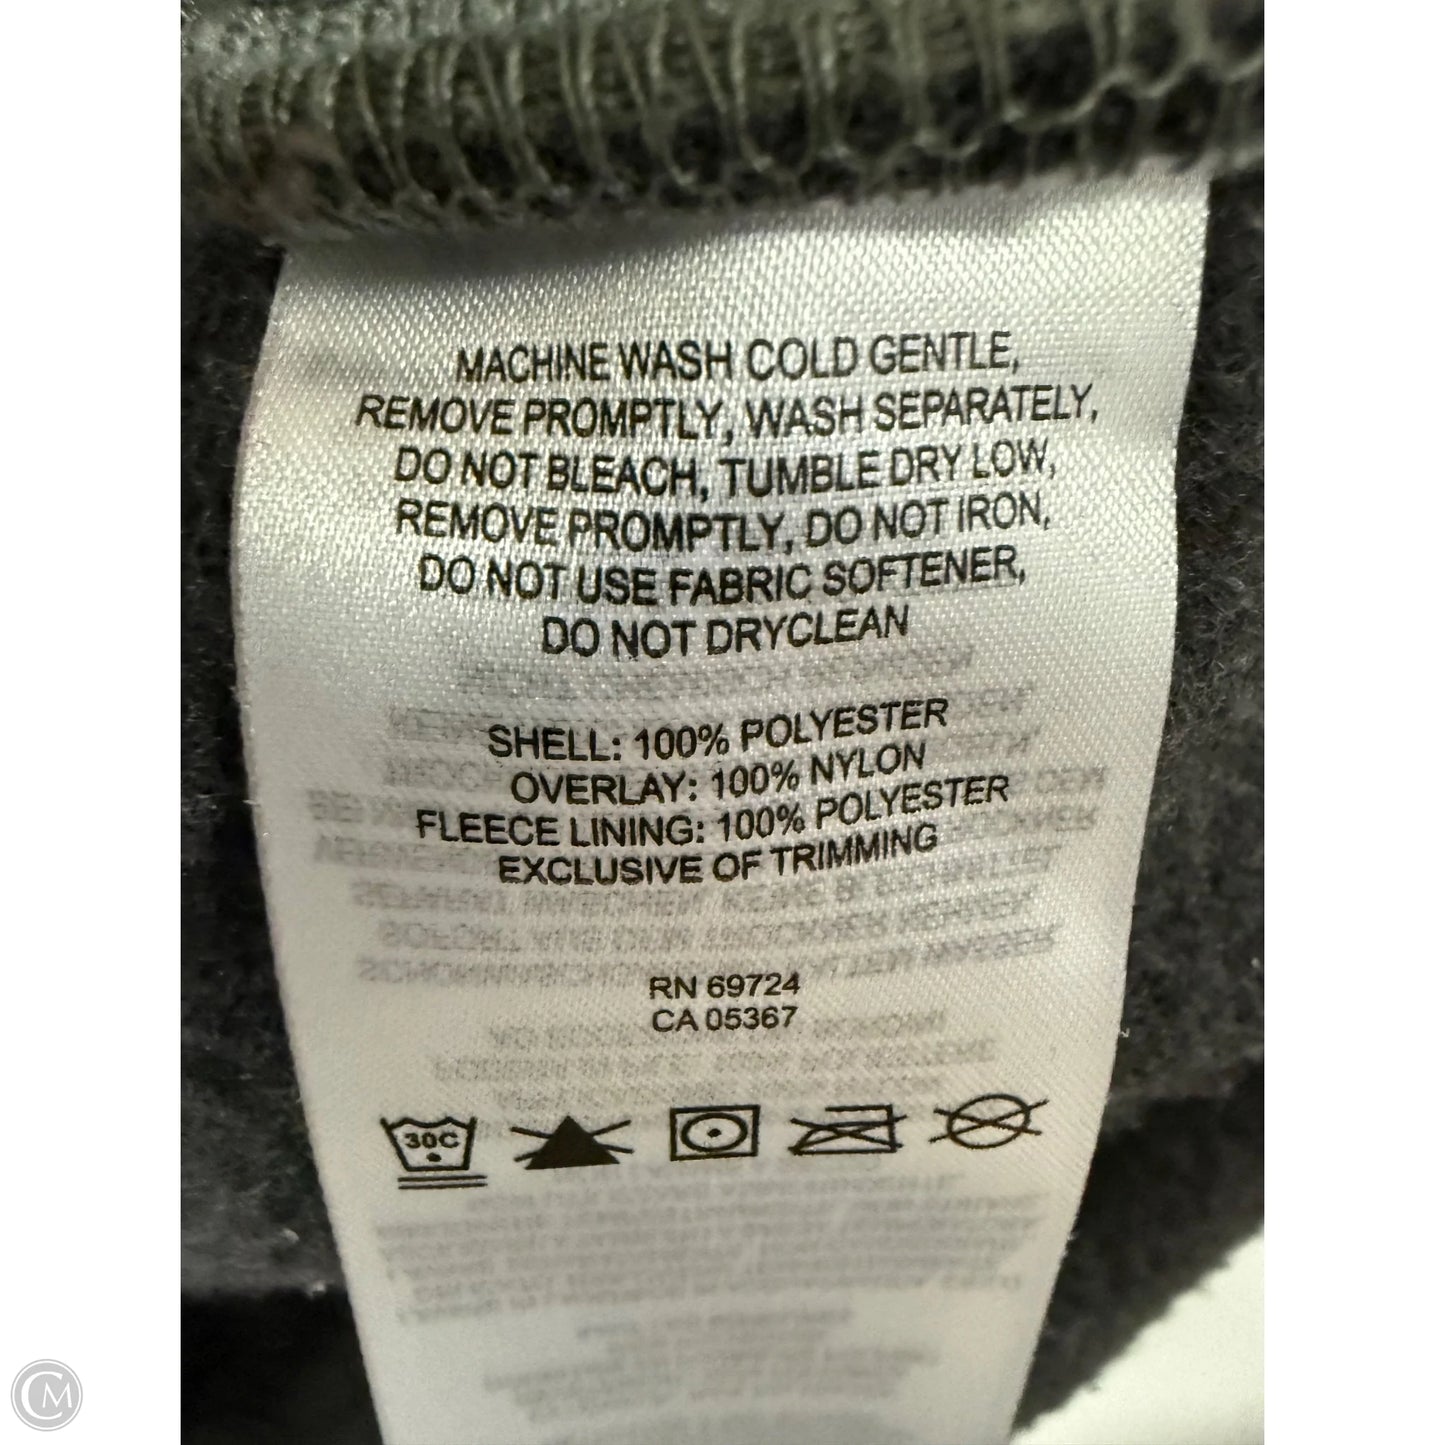 MACHINE WASH COLD GENTLE,
REMOVE PROMPTLY, WASH SEPARATELY,
DO NOT BLEACH, TUMBLE DRY LOW,
REMOVE PROMPTLY, DO NOT IRON,
DO NOT USE FABRIC SOFTENER,
DO NOT DRYCLEAN
SHELL: 100% POLYESTER
OVERLAY: 100% NYLON
FLEECE LINING: 100% POLYESTER
EXCLUSIVE OF TRIMMING
RN 69724
CA 05367
30C
CM